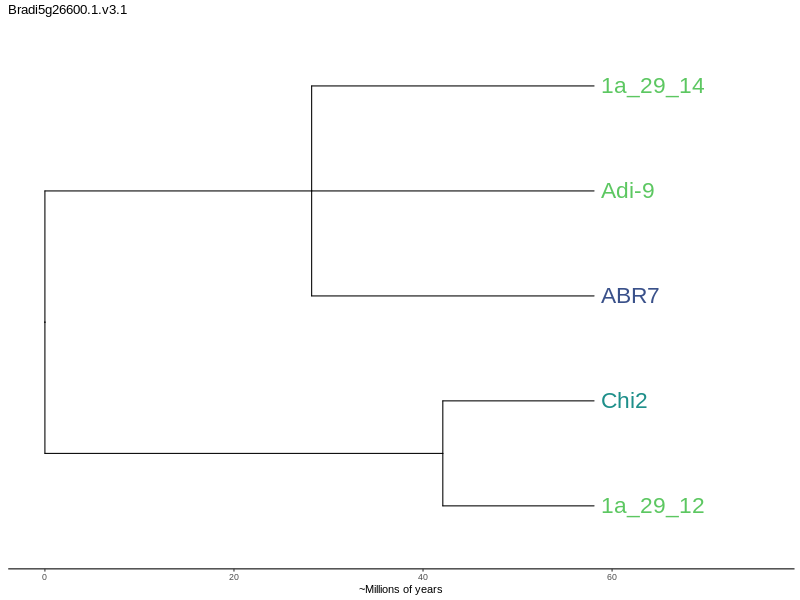 Bradi5g26600.1.v3.1
1a_29_14
Adi-9
ABR7
Chi2
1a_29_12
0 20 40 60
~Millions of years